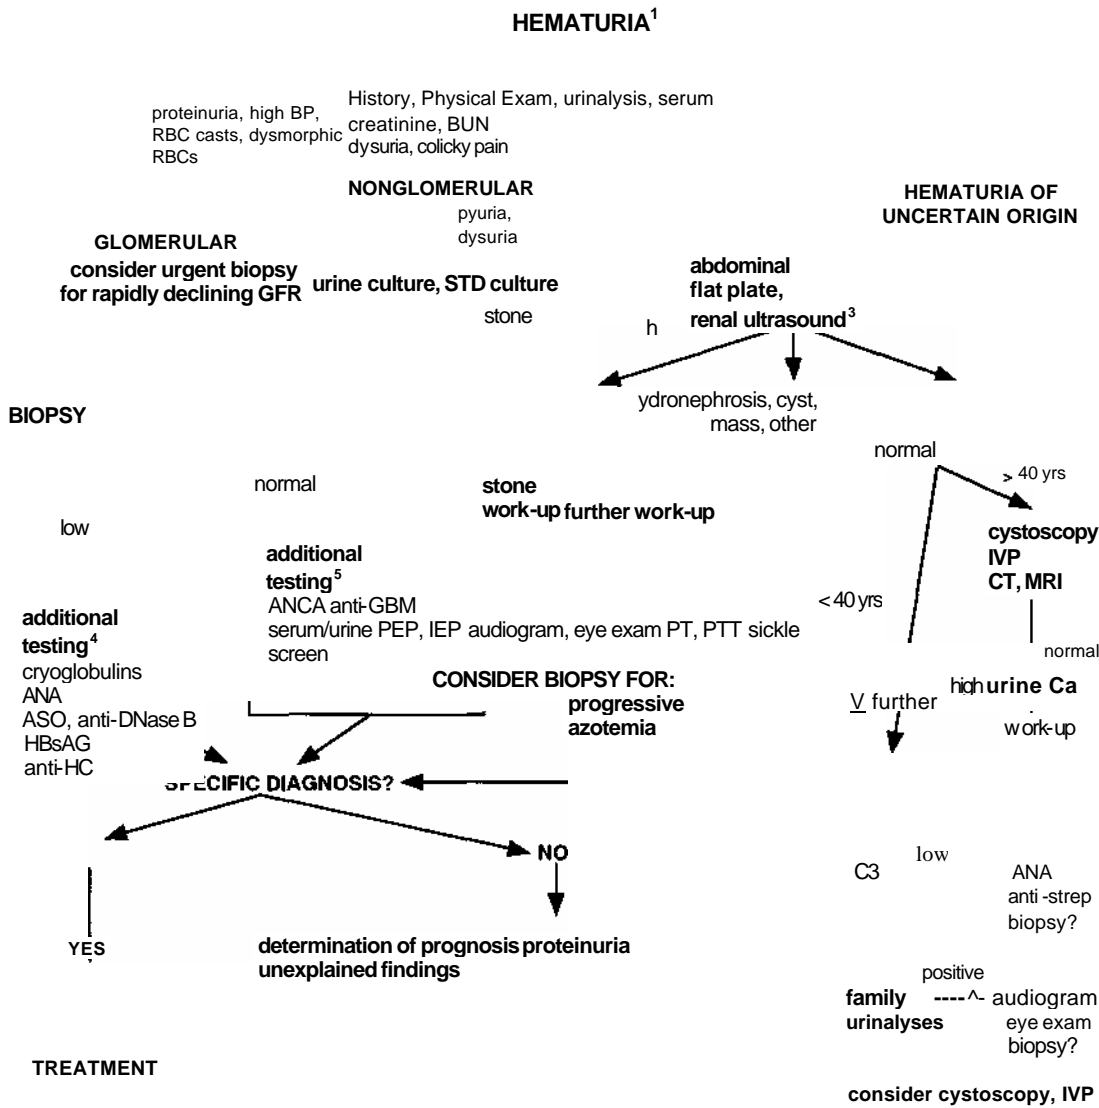 HEMATURIA¹
proteinuria, high BP,
RBC casts, dysmorphic
RBCs
History, Physical Exam, urinalysis, serum
creatinine, BUN
dysuria, colicky pain
NONGLOMERULAR
pyuria,
dysuria
HEMATURIA OF
UNCERTAIN ORIGIN
GLOMERULAR
consider urgent biopsy
for rapidly declining GFR
urine culture, STD culture
stone
abdominal
flat plate,
renal ultrasound³
h
ydronephrosis, cyst,
mass, other
BIOPSY
normal
> 40 yrs
normal
stone
work-up further work-up
low
cystoscopy
IVP
CT, MRI
additional
testing⁵
ANCA anti-GBM
serum/urine PEP, IEP audiogram, eye exam PT, PTT sickle
screen
< 40 yrs
additional
testing⁴
cryoglobulins
ANA
ASO, anti-DNase B
HBsAG
anti-HC
normal
CONSIDER BIOPSY FOR:
progressive
azotemia
high urine Ca
V further
work-up
SPECIFIC DIAGNOSIS?
NO
C3
low
ANA
anti-strep
biopsy?
YES
determination of prognosis proteinuria
unexplained findings
positive
family ----^- audiogram
urinalyses
eye exam
biopsy?
TREATMENT
consider cystoscopy, IVP